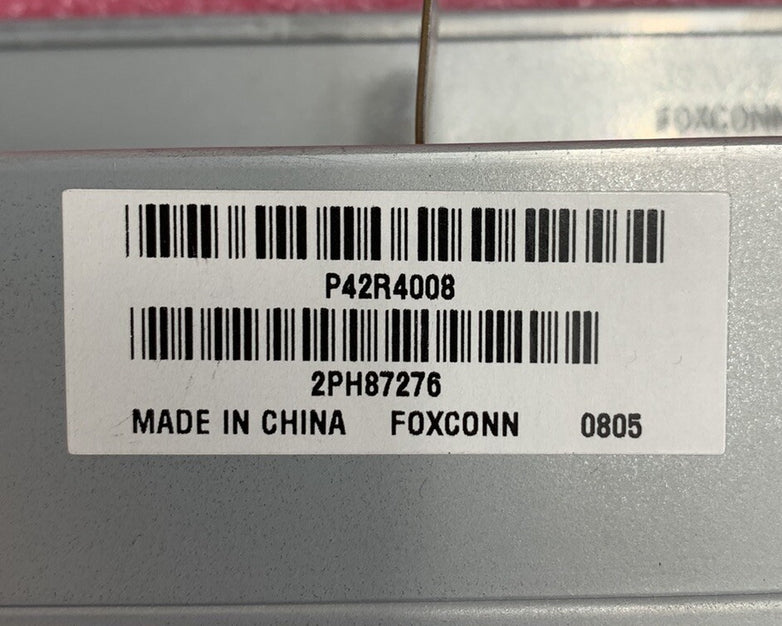 FOXCONN
P42R4008
2PH87276
MADE IN CHINA FOXCONN 0805